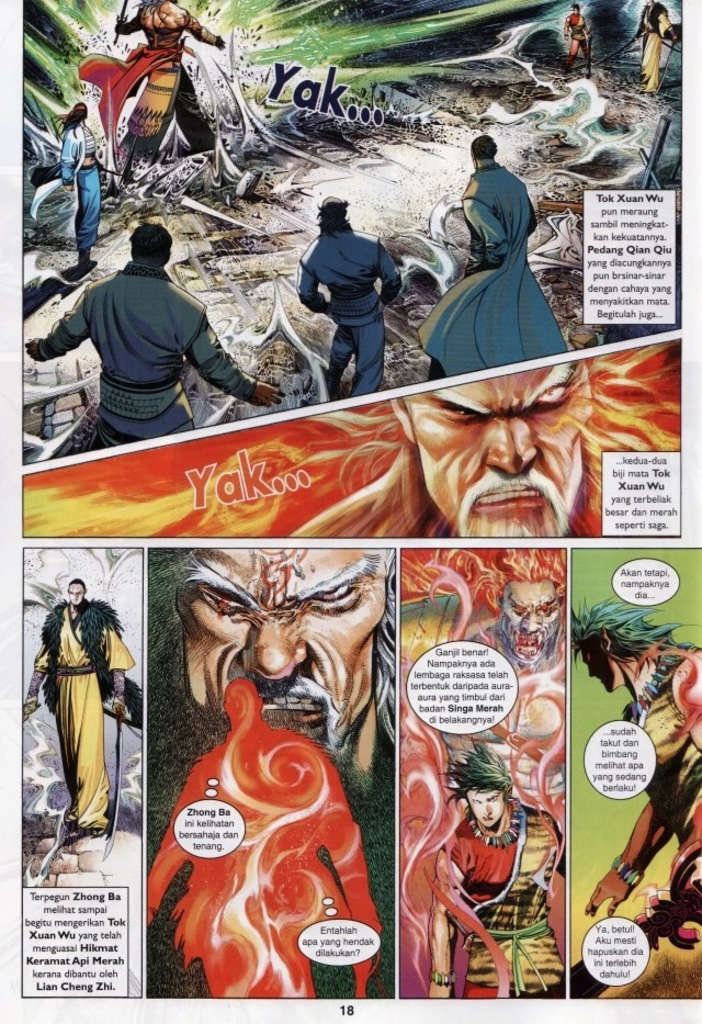 Yak...
Tok Xuan Wu
pun meraung
sambil meningkat-
kan kekuatannya.
Pedang Qian Qiu
yang diacungkannya
pun brsinar-sinar
dengan cahaya yang
menyakitkan mata.
Begitulah juga...
Yak...
...kedua-dua
biji mata Tok
Xuan Wu
yang terbeliak
besar dan merah
seperti saga.
Terpegun Zhong Ba
melihat sampai
begitu mengerikan Tok
Xuan Wu yang telah
menguasai Hikmat
Keramat Api Merah
kerana dibantu oleh
Lian Cheng Zhi.
Zhong Ba
ini kelihatan
bersahaja dan
tenang.
Entahlah
apa yang hendak
dilakukan?
Ganjil benar!
Nampaknya ada
lembaga raksasa telah
terbentuk daripada aura-
aura yang timbul dari
badan Singa Merah
di belakangnya!
Akan tetapi,
nampaknya
dia...
...sudah
takut dan
bimbang
melihat apa
yang sedang
berlaku!
Ya, betul!
Aku mesti
hapuskan dia
ini terlebih
dahulu!
18